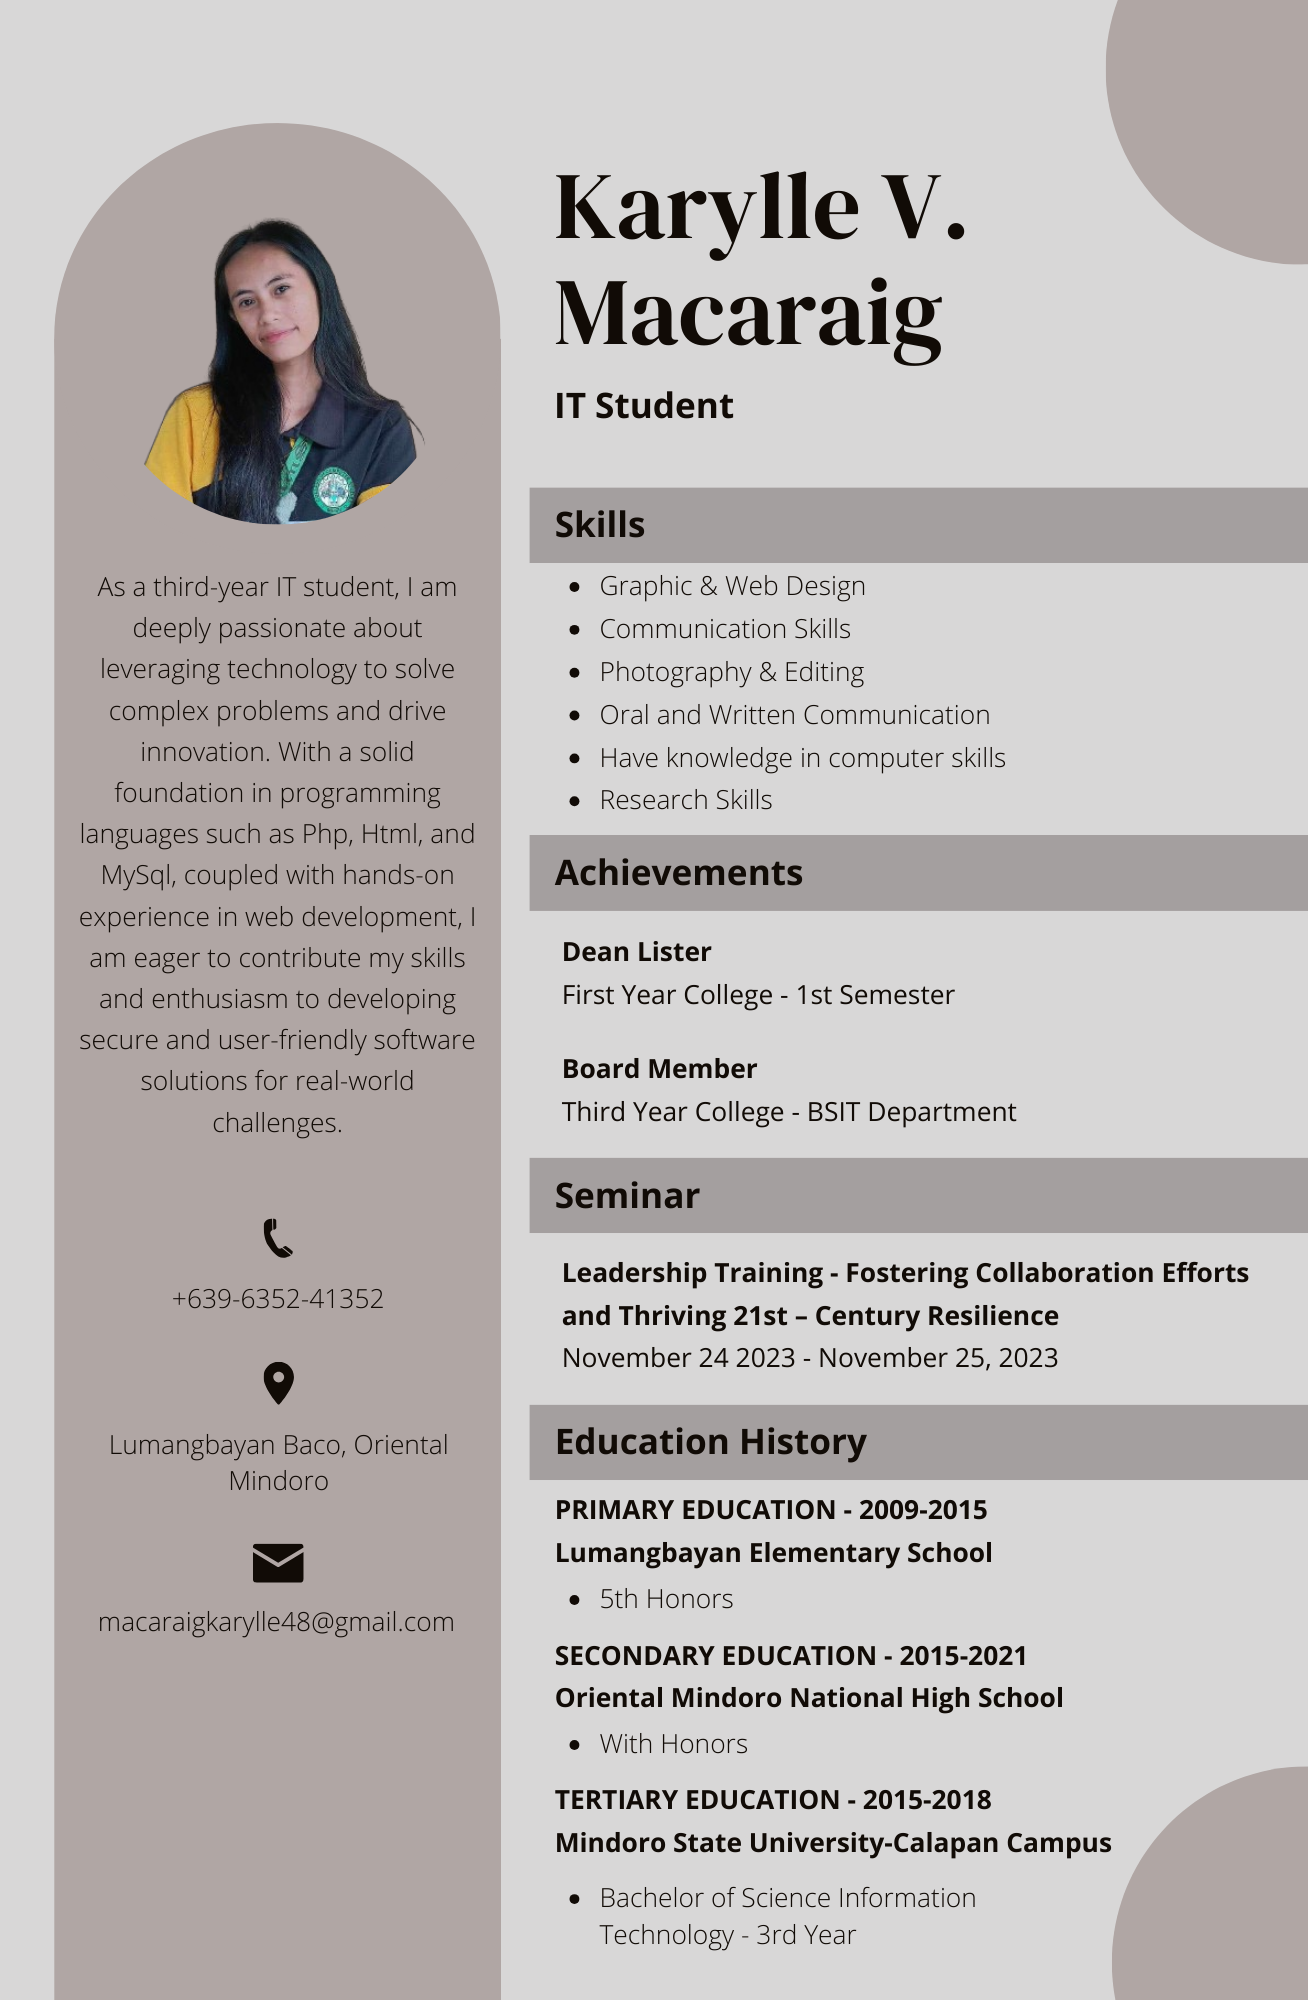 Karylle V.
Macaraig
IT Student
As a third-year IT student, I am
deeply passionate about
leveraging technology to solve
complex problems and drive
innovation. With a solid
foundation in programming
languages such as Php, Html, and
MySql, coupled with hands-on
experience in web development, I
am eager to contribute my skills
and enthusiasm to developing
secure and user-friendly software
solutions for real-world
challenges.
+639-6352-41352
Lumangbayan Baco, Oriental
Mindoro
macaraigkarylle48@gmail.com
Skills
• Graphic & Web Design
• Communication Skills
• Photography & Editing
• Oral and Written Communication
• Have knowledge in computer skills
• Research Skills
Achievements
Dean Lister
First Year College - 1st Semester
Board Member
Third Year College - BSIT Department
Seminar
Leadership Training - Fostering Collaboration Efforts
and Thriving 21st – Century Resilience
November 24 2023 - November 25, 2023
Education History
PRIMARY EDUCATION - 2009-2015
Lumangbayan Elementary School
• 5th Honors
SECONDARY EDUCATION - 2015-2021
Oriental Mindoro National High School
• With Honors
TERTIARY EDUCATION - 2015-2018
Mindoro State University-Calapan Campus
• Bachelor of Science Information
Technology - 3rd Year